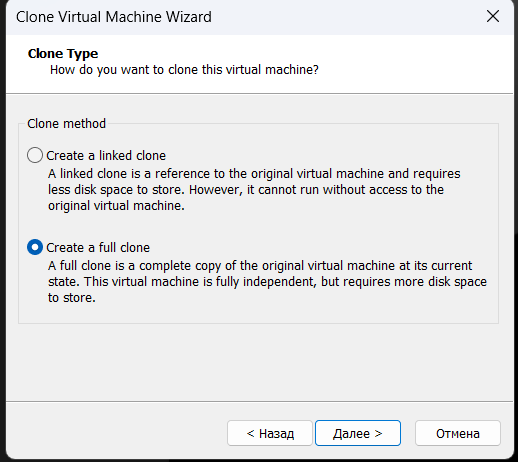 Clone Virtual Machine Wizard
Clone Type
How do you want to clone this virtual machine?
Clone method
Create a linked clone
A linked clone is a reference to the original virtual machine and requires
less disk space to store. However, it cannot run without access to the
original virtual machine.
Create a full clone
A full clone is a complete copy of the original virtual machine at its current
state. This virtual machine is fully independent, but requires more disk space
to store.
< Назад
Далее >
Отмена